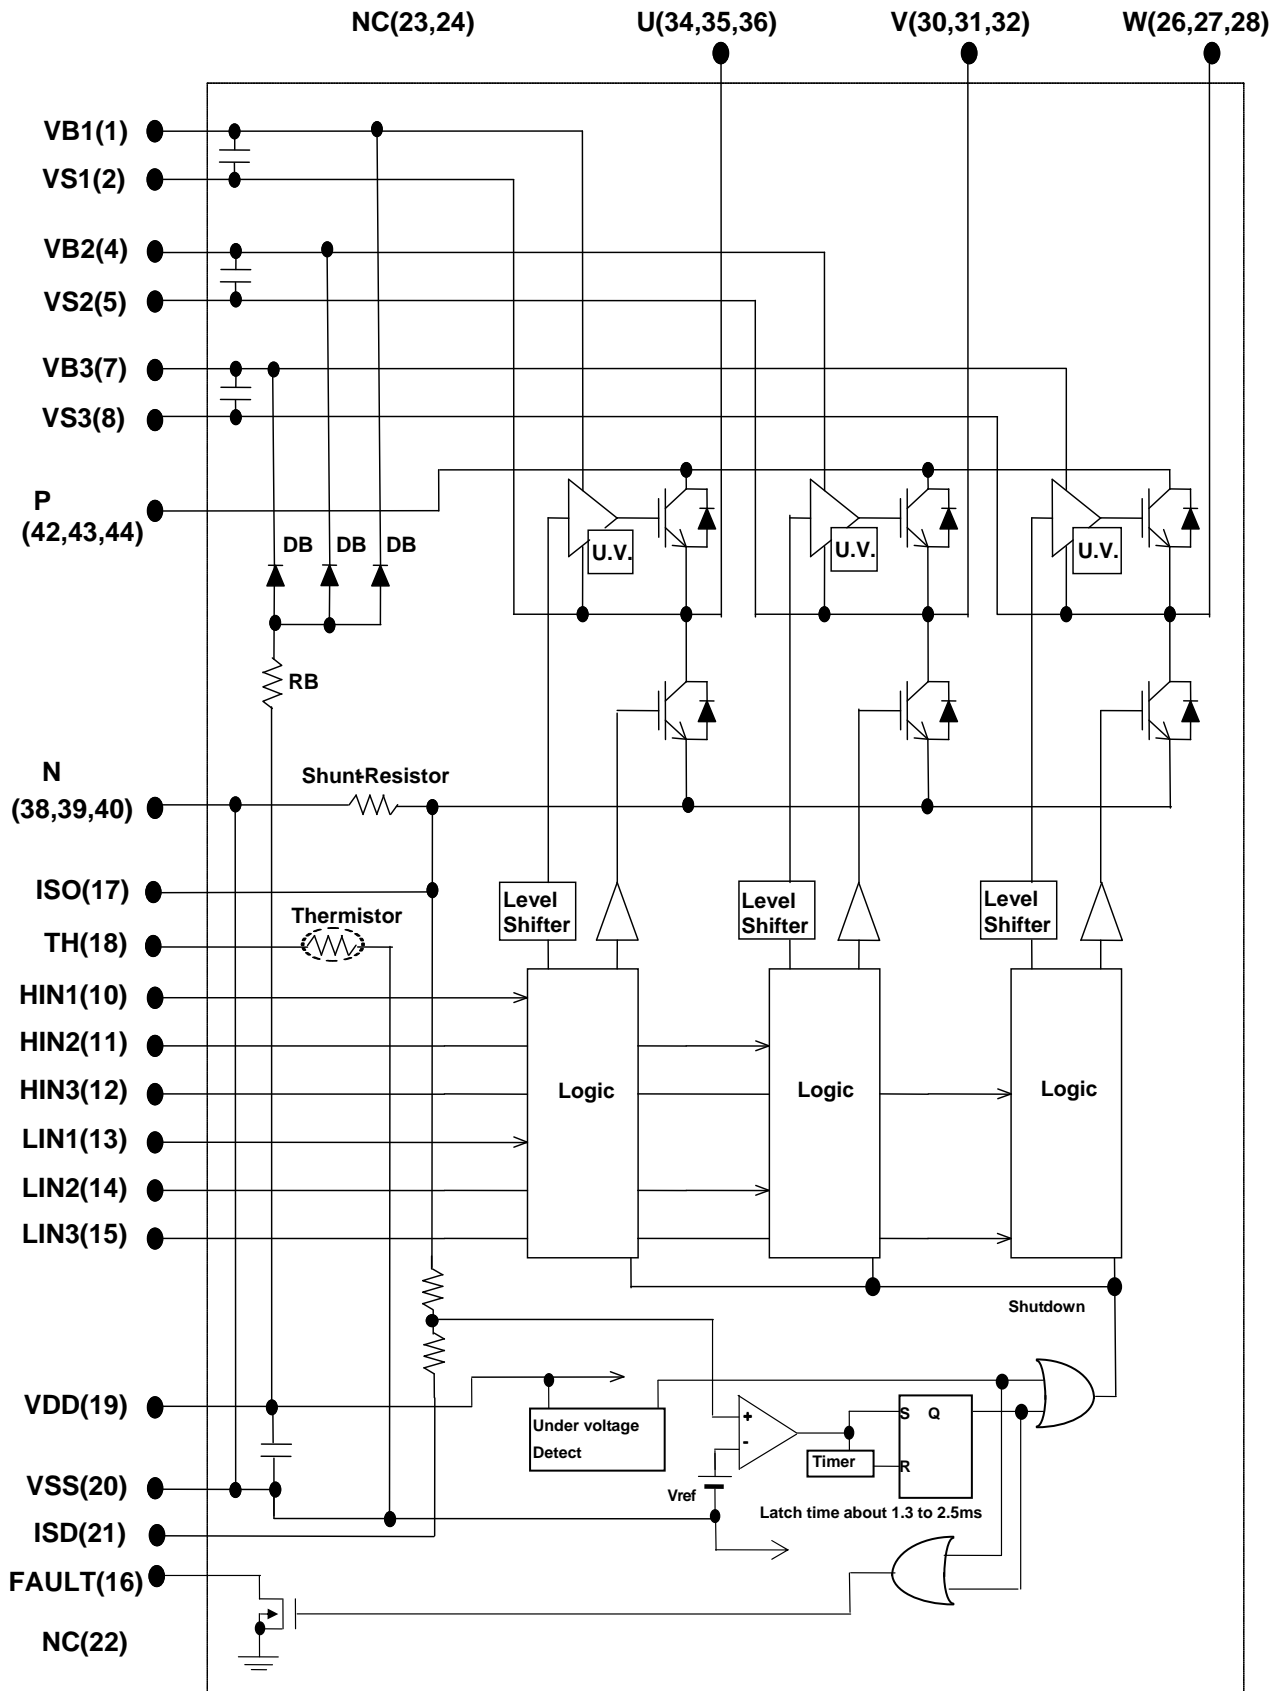 NC(23,24)
U(34,35,36)
V(30,31,32)
W(26,27,28)
VB1(1)
VS1(2)
VB2(4)
VS2(5)
VB3(7)
VS3(8)
P
(42,43,44)
U.V.
U.V.
U.V.
DB
DB
DB
RB
N
(38,39,40)
Shunt-Resistor
ISO(17)
Level
Shifter
Level
Shifter
Level
Shifter
Thermistor
TH(18)
HIN1(10)
HIN2(11)
HIN3(12)
Logic
Logic
Logic
LIN1(13)
LIN2(14)
LIN3(15)
Shutdown
VDD(19)
Under voltage
Detect
+
-
S Q
R
Timer
Vref
VSS(20)
Latch time about 1.3 to 2.5ms
ISD(21)
FAULT(16)
NC(22)